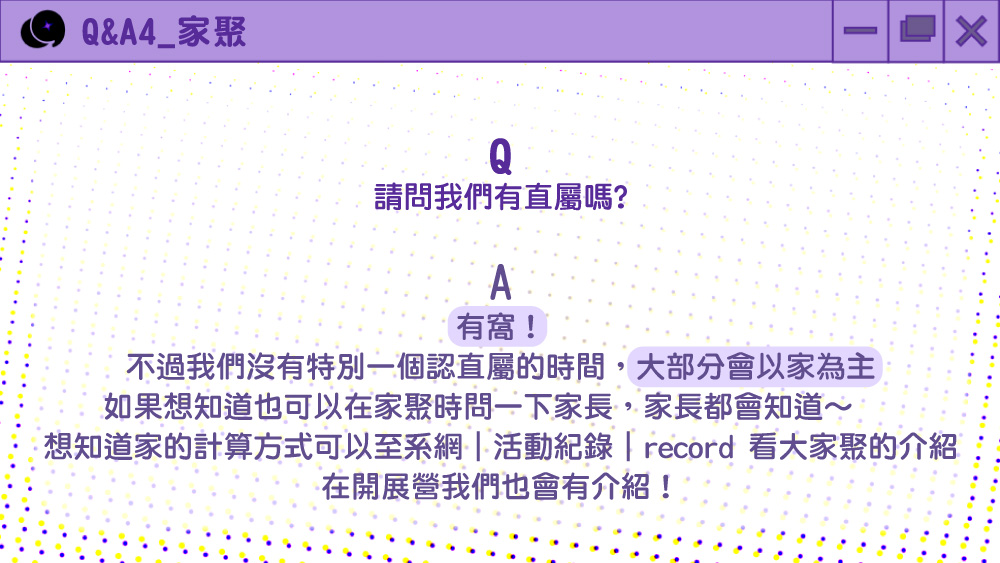 Q&A4_家聚
Q
請問我們有直屬嗎?
A
有窩！
不過我們沒有特別一個認直屬的時間，大部分會以家為主
如果想知道也可以在家聚時問一下家長，家長都會知道～
想知道家的計算方式可以至系網｜活動紀錄｜record 看大家聚的介紹
在開展營我們也會有介紹！